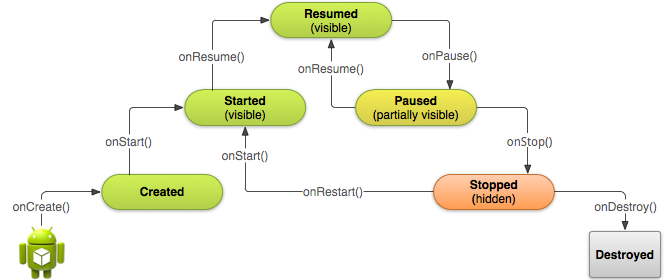 Resumed
(visible)
onResume()
onPause()
onResume()
Started
(visible)
Paused
(partially visible)
onStart()
onStop()
onStart()
Created
onRestart()
Stopped
(hidden)
onCreate()
onDestroy()
Destroyed